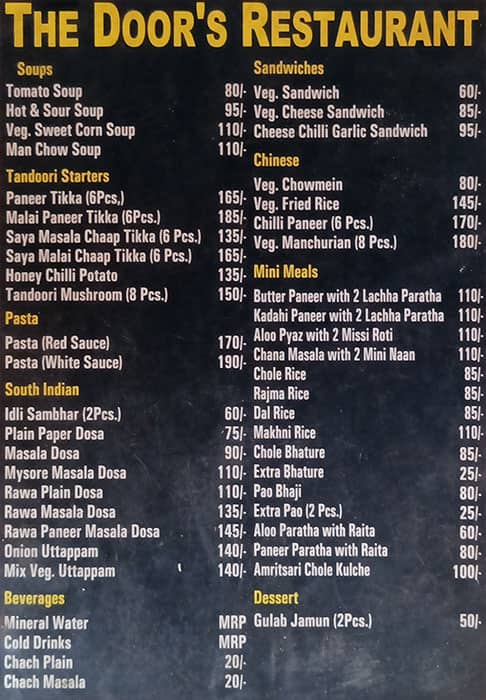 THE DOOR'S RESTAURANT
Soups
Tomato Soup 80/-
Hot & Sour Soup 95/-
Veg. Sweet Corn Soup 110/-
Man Chow Soup 110/-
Tandoori Starters
Paneer Tikka (6Pcs,) 165/-
Malai Paneer Tikka (6Pcs.) 185/-
Saya Masala Chaap Tikka (6 Pcs.) 135/-
Saya Malai Chaap Tikka (6 Pcs.) 165/-
Honey Chilli Potato 135/-
Tandoori Mushroom (8 Pcs.) 150/-
Pasta
Pasta (Red Sauce) 170/-
Pasta (White Sauce) 190/-
South Indian
Idli Sambhar (2Pcs.) 60/-
Plain Paper Dosa 75/-
Masala Dosa 90/-
Mysore Masala Dosa 110/-
Rawa Plain Dosa 110/-
Rawa Masala Dosa 135/-
Rawa Paneer Masala Dosa 145/-
Onion Uttappam 140/-
Mix Veg. Uttappam 140/-
Beverages
Mineral Water MRP
Cold Drinks MRP
Chach Plain 20/-
Chach Masala 20/-
Sandwiches
Veg. Sandwich 60/-
Veg. Cheese Sandwich 85/-
Cheese Chilli Garlic Sandwich 95/-
Chinese
Veg. Chowmein 80/-
Veg. Fried Rice 145/-
Chilli Paneer (6 Pcs.) 170/-
Veg. Manchurian (8 Pcs.) 180/-
Mini Meals
Butter Paneer with 2 Lachha Paratha 110/-
Kadahi Paneer with 2 Lachha Paratha 110/-
Aloo Pyaz with 2 Missi Roti 110/-
Chana Masala with 2 Mini Naan 110/-
Chole Rice 85/-
Rajma Rice 85/-
Dal Rice 85/-
Makhni Rice 110/-
Chole Bhature 85/-
Extra Bhature 25/-
Pao Bhaji 80/-
Extra Pao (2 Pcs.) 25/-
Aloo Paratha with Raita 60/-
Paneer Paratha with Raita 80/-
Amritsari Chole Kulche 100/-
Dessert
Gulab Jamun (2Pcs.) 50/-